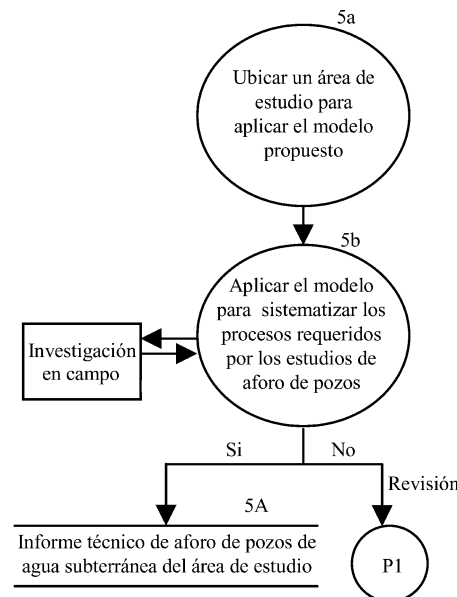 5a
Ubicar un área de
estudio para
aplicar el modelo
propuesto
5b
Aplicar el modelo
para sistematizar los
procesos requeridos
por los estudios de
aforo de pozos
Investigación
en campo
Si
No
Revisión
5A
Informe técnico de aforo de pozos de
agua subterránea del área de estudio
P1